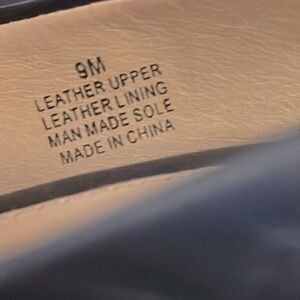 9M
LEATHER UPPER
LEATHER LINING
MAN MADE SOLE
MADE IN CHINA